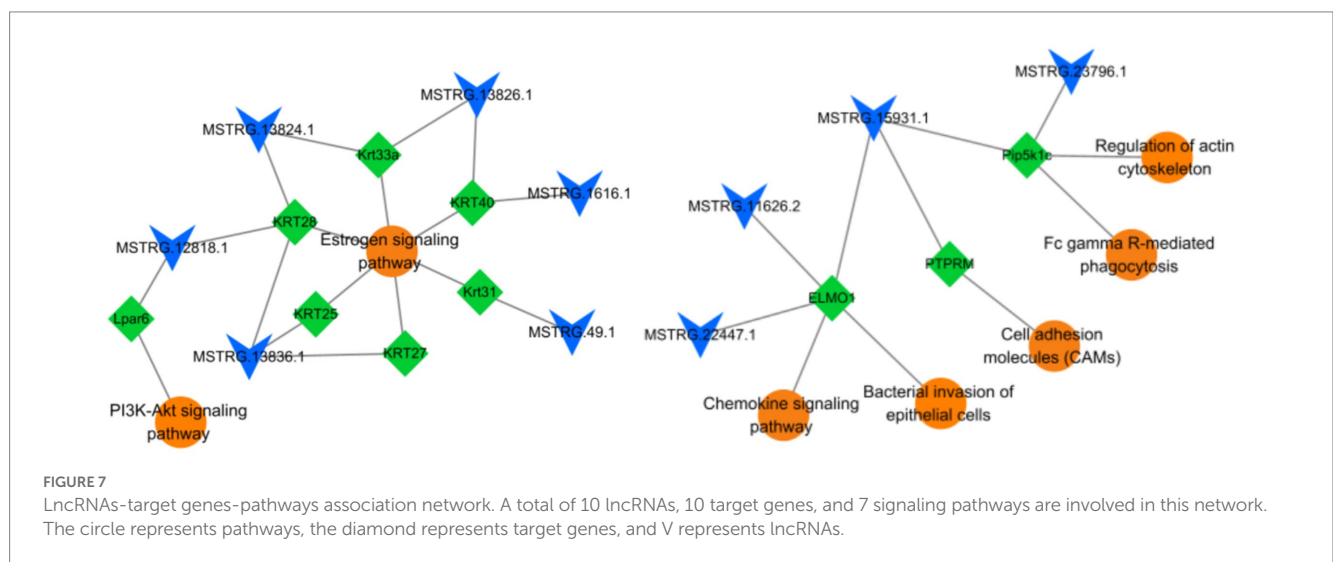 MSTRG.13826.1
MSTRG.13824.1
Krt33a
KRT40
MSTRG.1616.1
KRT28
MSTRG.12818.1
Estrogen signaling
pathway
Krt31
Lpar6
KRT25
MSTRG.49.1
MSTRG.13836.1
KRT27
PI3K-Akt signaling
pathway
MSTRG.23796.1
MSTRG.15931.1
Pip5k1c
Regulation of actin
cytoskeleton
MSTRG.11626.2
Fc gamma R-mediated
phagocytosis
PTPRM
ELMO1
MSTRG.22447.1
Cell adhesion
molecules (CAMs)
Chemokine signaling
pathway
Bacterial invasion of
epithelial cells
FIGURE 7
LncRNAs-target genes-pathways association network. A total of 10 lncRNAs, 10 target genes, and 7 signaling pathways are involved in this network.
The circle represents pathways, the diamond represents target genes, and V represents lncRNAs.